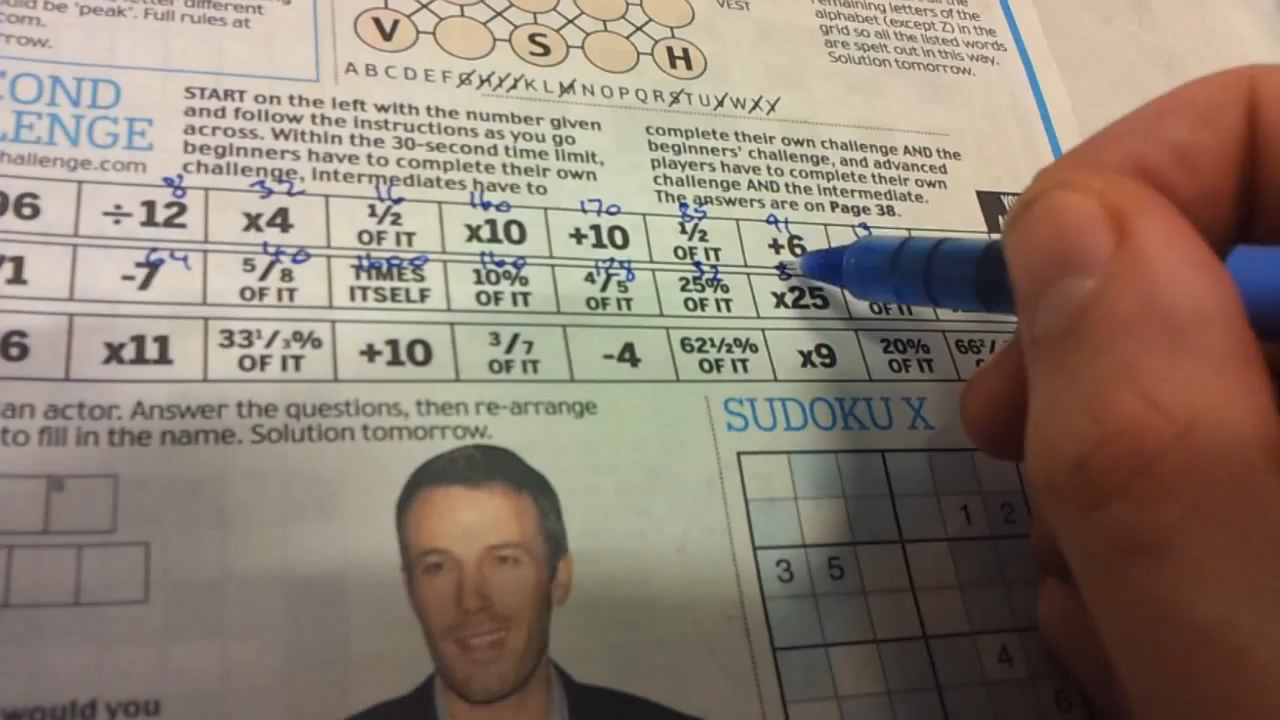 different
be 'peak'. Full rules at
com.
row.
V
S
H
VEST
remaining letters of the
alphabet (except Z) in the
grid so all the listed words
are spelt out in this way.
Solution tomorrow.
A B C D E F G H I J K L M N O P Q R S T U V W X Y
OND
LENGE
hallenge.com
START on the left with the number given
and follow the instructions as you go
across. Within the 30-second time limit,
beginners have to complete their own
challenge, Intermediates have to
complete their own challenge AND the
beginners' challenge, and advanced
players have to complete their own
challenge AND the Intermediate.
The answers are on Page 38.
8 32 16 160 170 85 91 13
96 ÷12 x4 1/2 OF IT x10 +10 1/2 OF IT +6
64 40 1600 160 128 32 8
71 -7 5/8 OF IT TIMES ITSELF 10% OF IT 4/5 OF IT 25% OF IT x25 OF IT
6 x11 33 1/3% OF IT +10 3/7 OF IT -4 62 1/2% OF IT x9 20% OF IT 66 2/
an actor. Answer the questions, then re-arrange
to fill in the name. Solution tomorrow.
SUDOKU X
1 2
3 5
4
6
would you